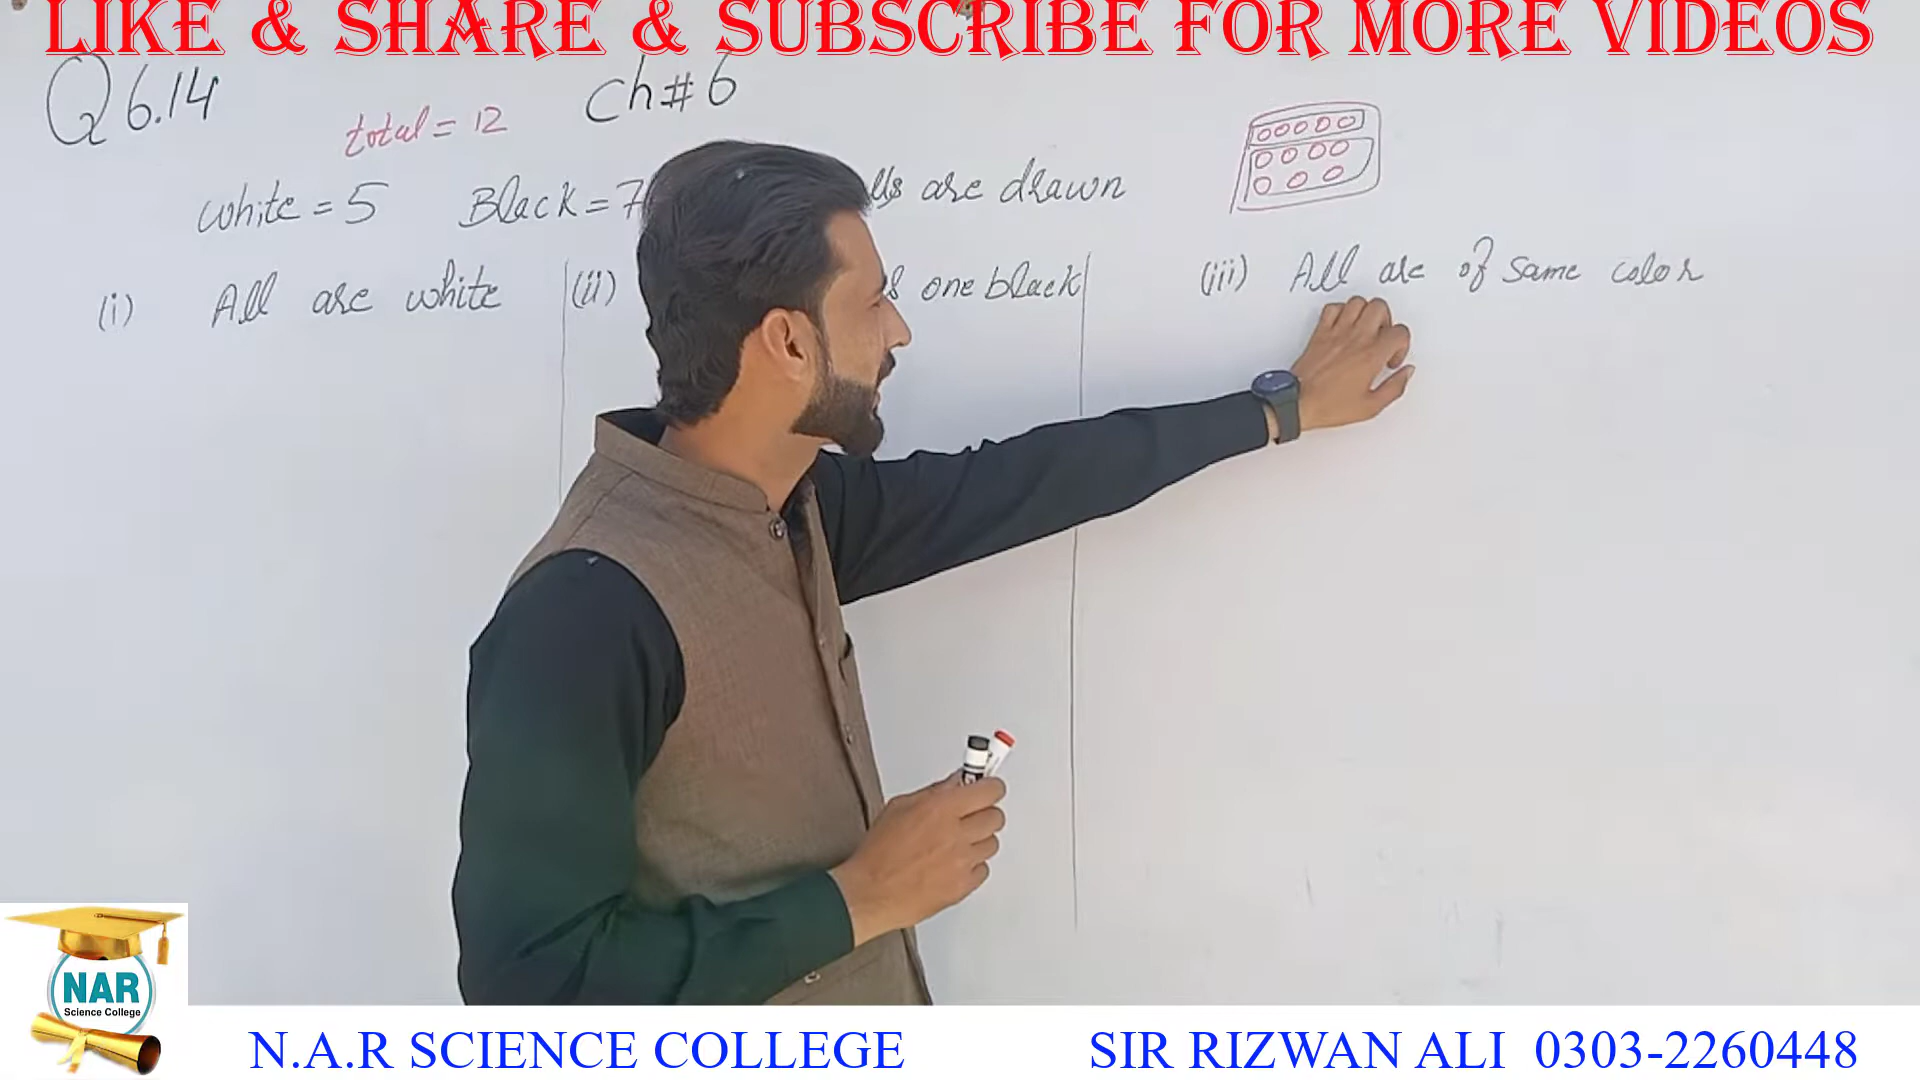 LIKE & SHARE & SUBSCRIBE FOR MORE VIDEOS
Q 6.14
Ch# 6
total = 12
white = 5 Black = 7 are drawn
(i) All are white
(ii) one black
(iii) All are of same color
NAR
Science College
N.A.R SCIENCE COLLEGE SIR RIZWAN ALI 0303-2260448